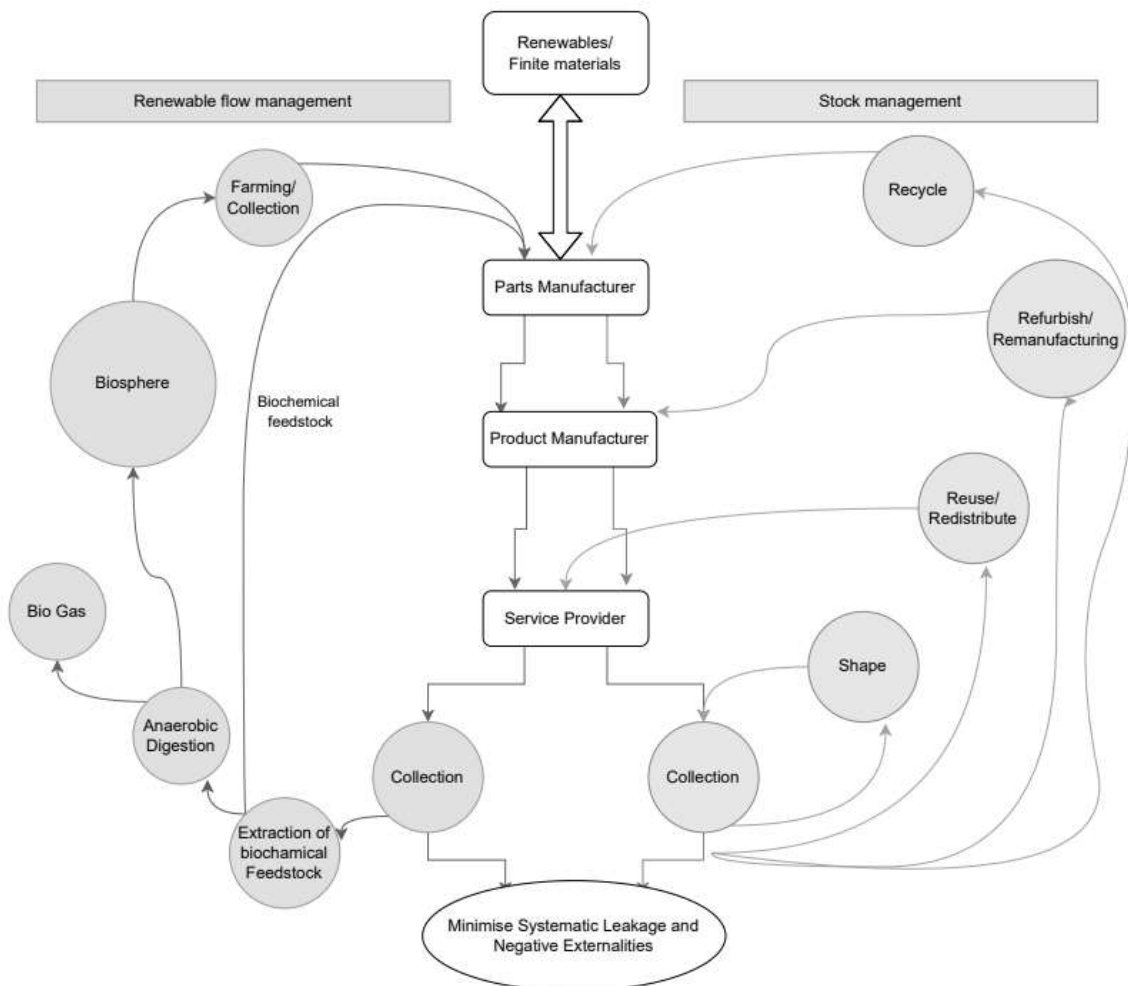 Renewables/
Finite materials
Renewable flow management
Stock management
Farming/
Collection
Recycle
Parts Manufacturer
Refurbish/
Remanufacturing
Biosphere
Biochemical
feedstock
Product Manufacturer
Reuse/
Redistribute
Bio Gas
Service Provider
Shape
Anaerobic
Digestion
Collection
Collection
Extraction of
biochamical
Feedstock
Minimise Systematic Leakage and
Negative Externalities